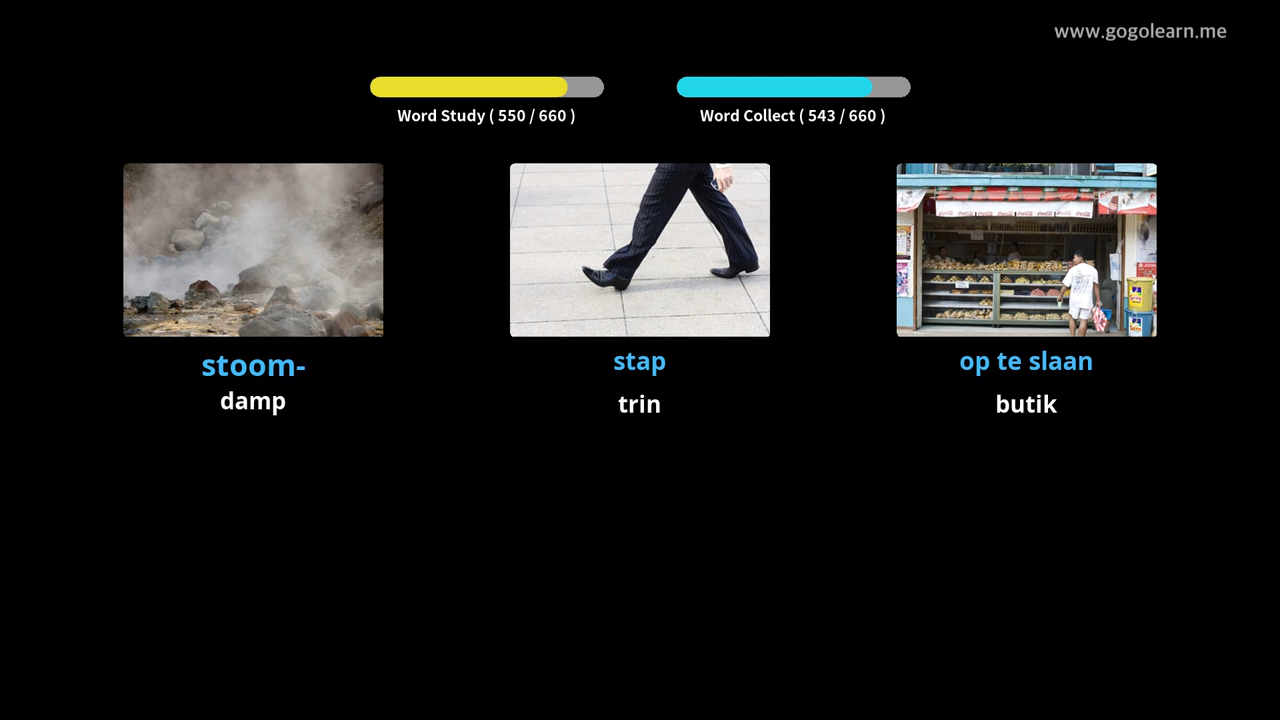 www.gogolearn.me
Word Study ( 550 / 660 )
Word Collect ( 543 / 660 )
stoom-
damp
stap
trin
op te slaan
butik